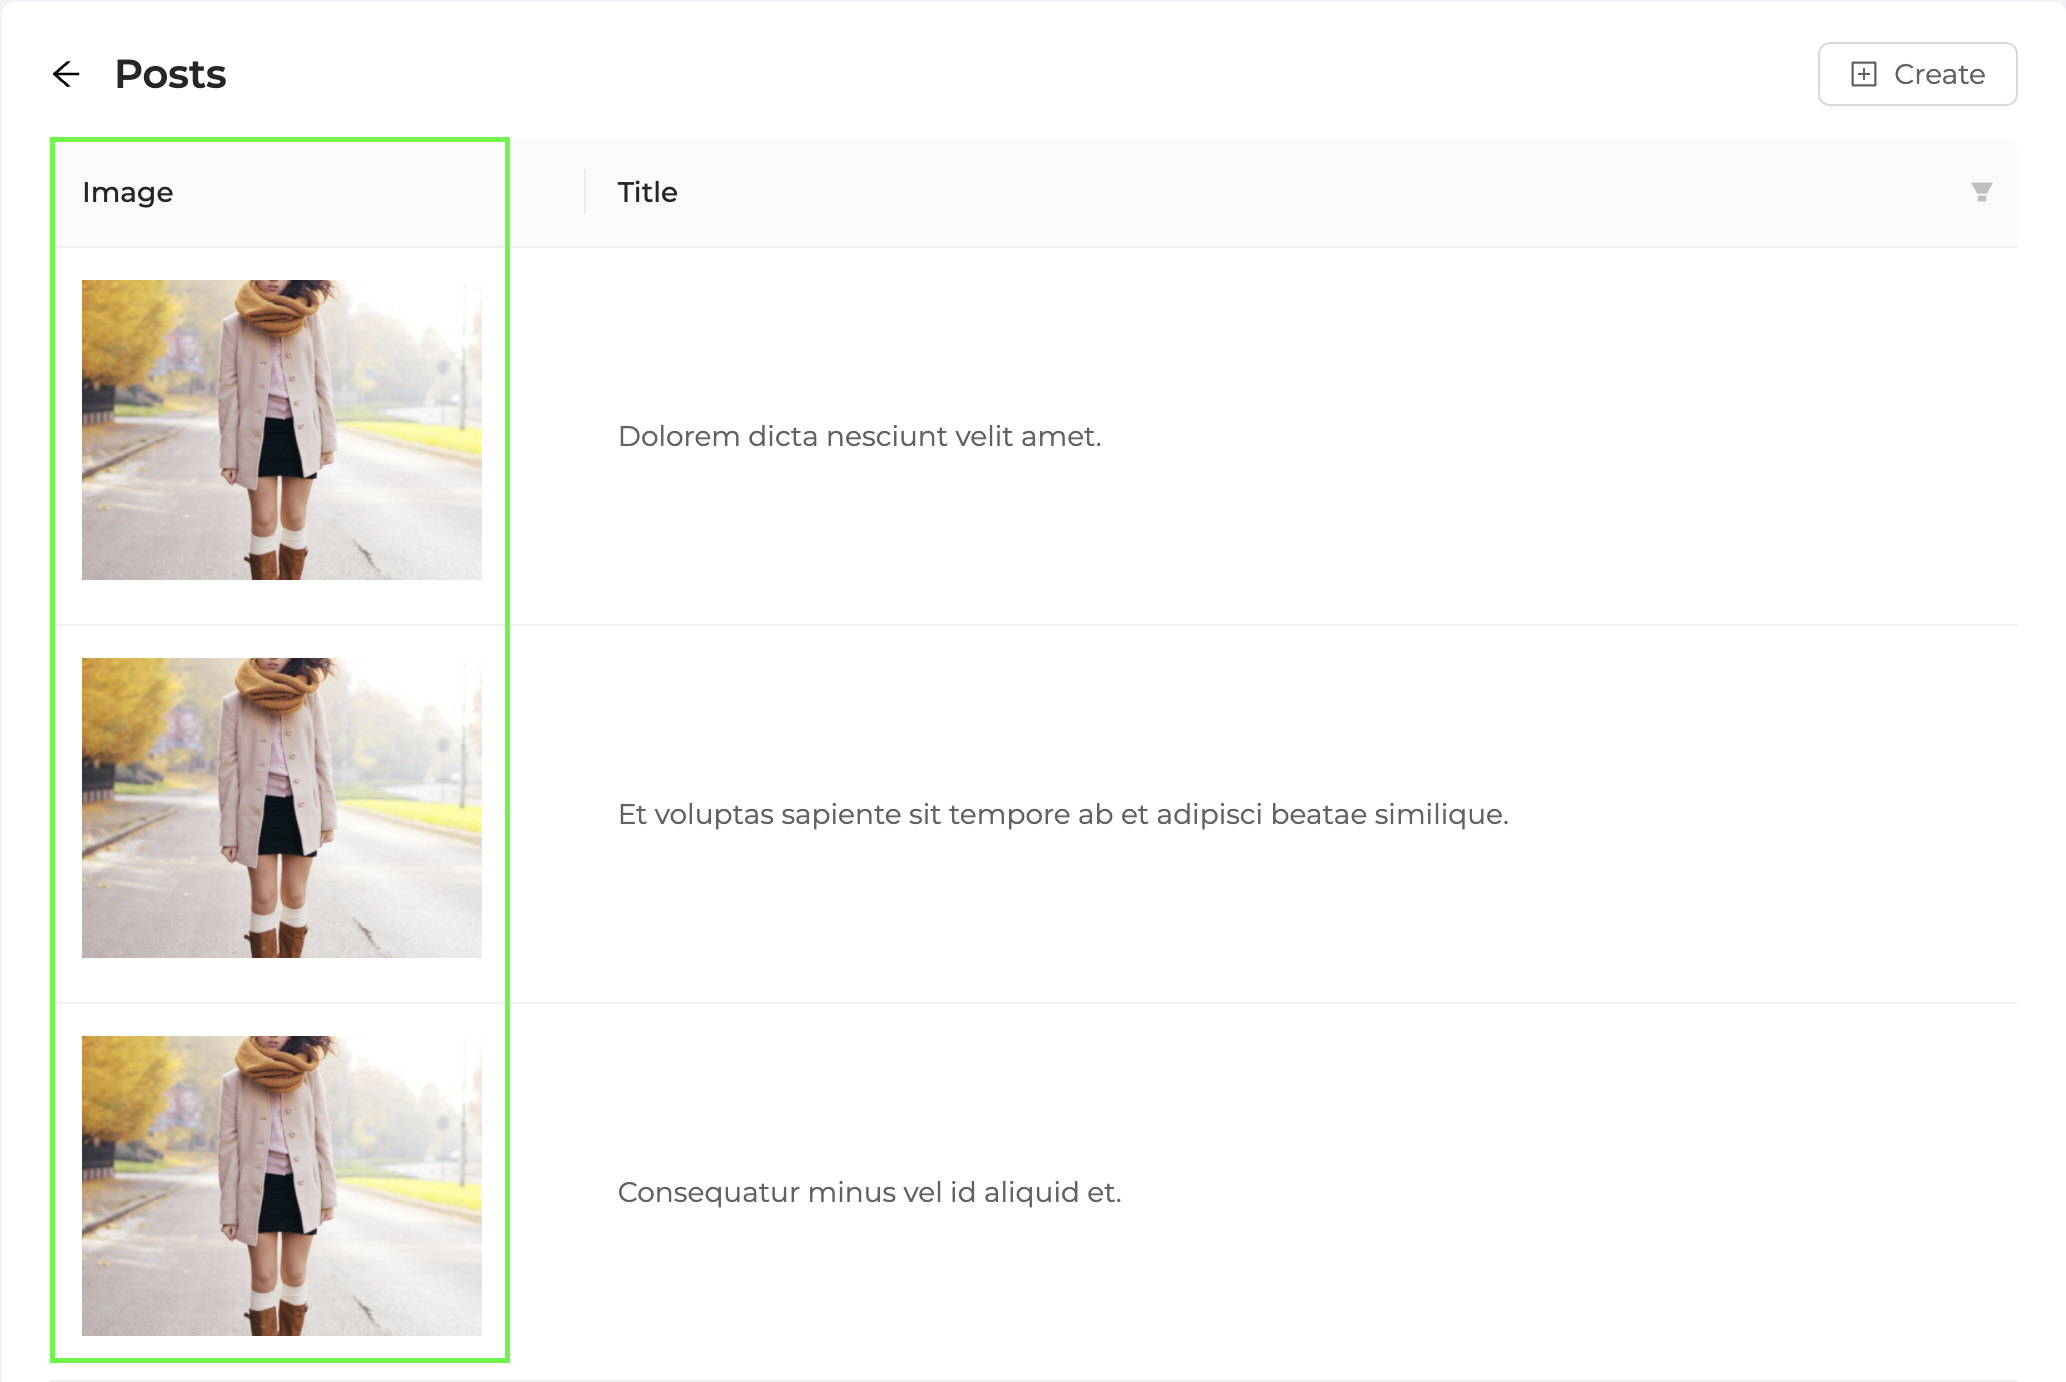 Posts
Create
Image
Title
Dolorem dicta nesciunt velit amet.
Et voluptas sapiente sit tempore ab et adipisci beatae similique.
Consequatur minus vel id aliquid et.